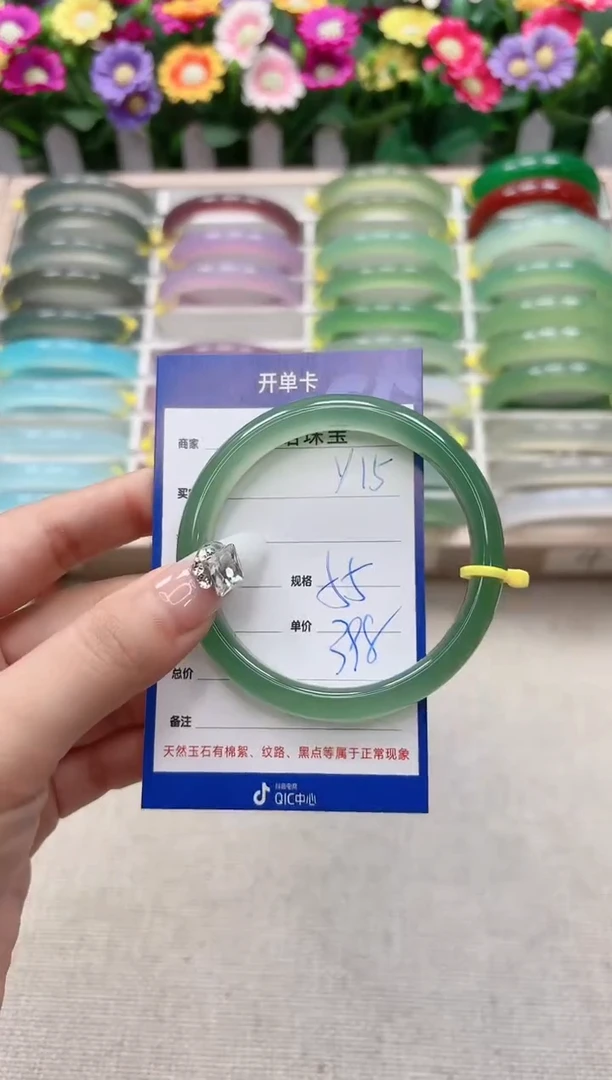 开单卡
商家
珠宝
Y15
规格 55
单价 398
总价
备注
天然玉石有棉絮、纹路、黑点等属于正常现象
抖音电商
QIC中心